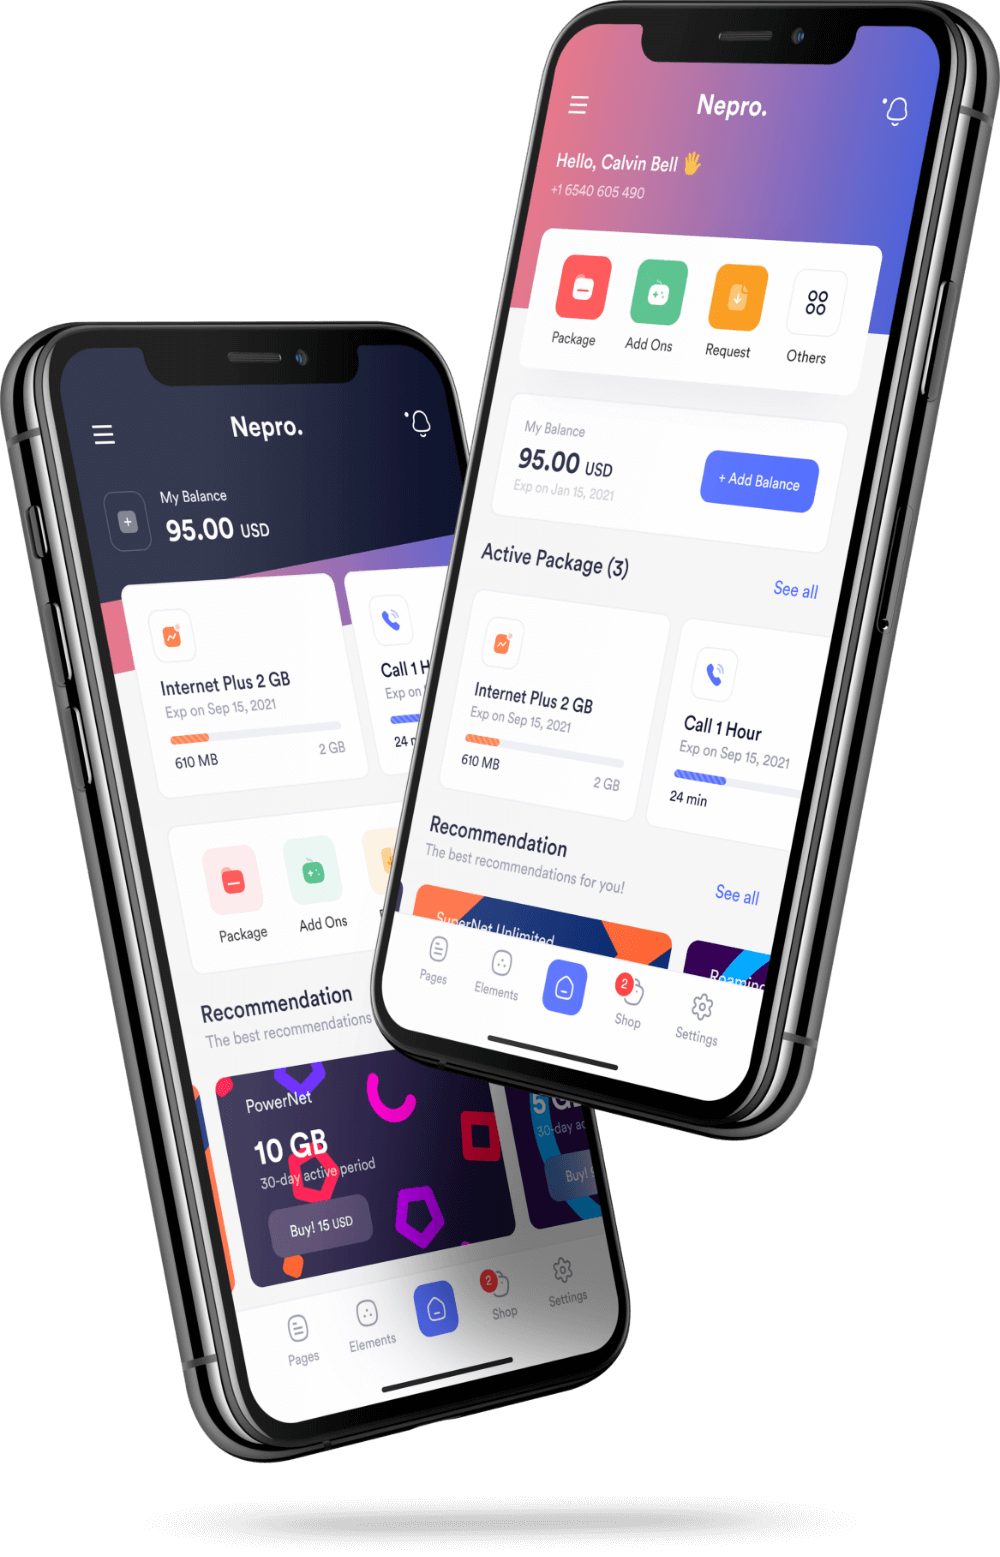 Nepro.
Hello, Calvin Bell
+1 6540 605 490
Package
Add Ons
Request
Others
My Balance
95.00 USD
Exp on Jan 15, 2021
+ Add Balance
Active Package (3)
See all
Internet Plus 2 GB
Exp on Sep 15, 2021
610 MB
2 GB
Call 1 Hour
Exp on Sep 15, 2021
24 min
Recommendation
The best recommendations for you!
See all
SuperNet Unlimited
Roaming
Pages
Elements
2
Shop
Settings
Nepro.
My Balance
95.00 USD
Internet Plus 2 GB
Exp on Sep 15, 2021
610 MB
2 GB
Call 1 H
Exp on
24 m
Package
Add Ons
Recommendation
The best recommendations
PowerNet
10 GB
30-day active period
Buy! 15 USD
5 G
30-day ac
Buy!
Pages
Elements
2
Shop
Settings